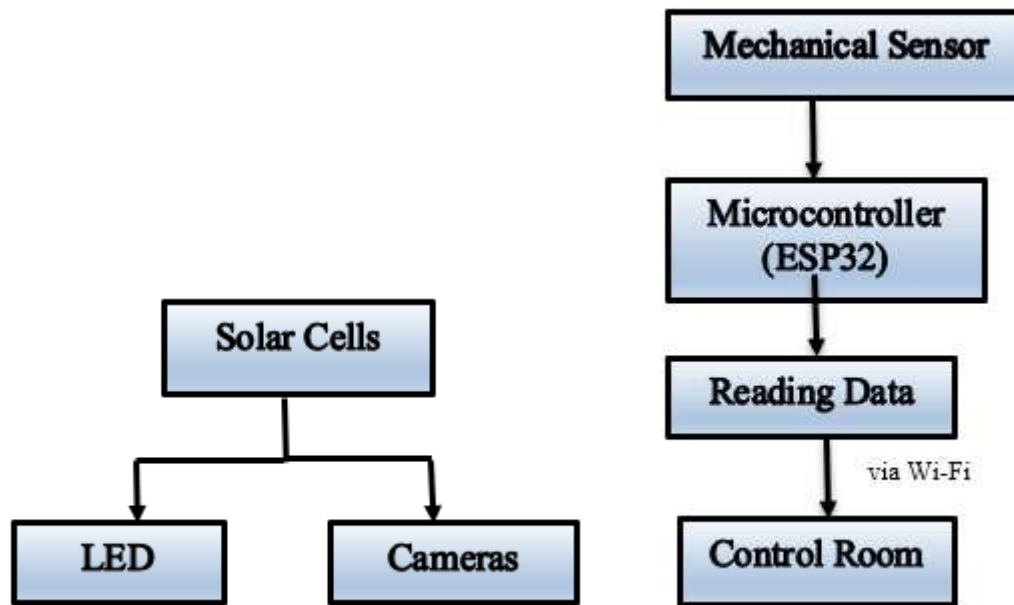 Mechanical Sensor
Microcontroller
(ESP32)
Solar Cells
Reading Data
via Wi-Fi
LED
Cameras
Control Room